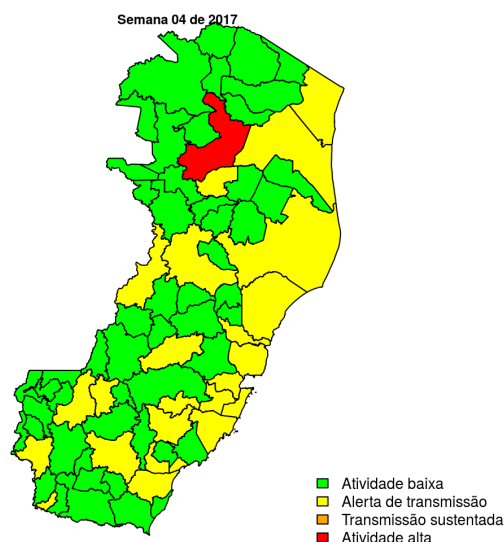 Semana 04 de 2017
Atividade baixa
Alerta de transmissão
Transmissão sustentada
Atividade alta